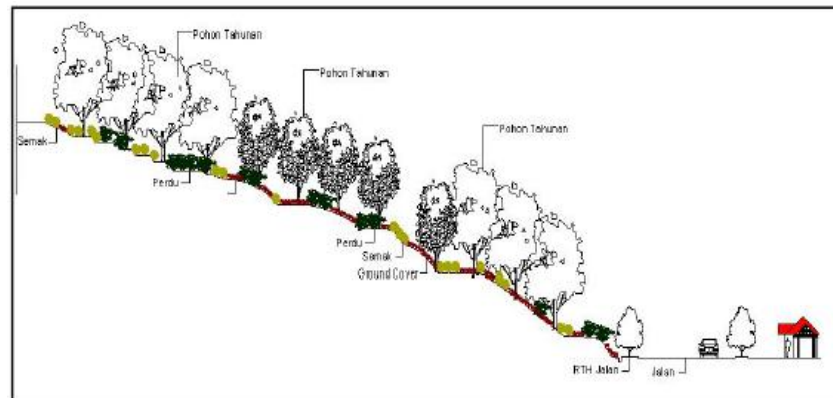 Pohon Tahunan
Pohon Tahunan
Pohon Tahunan
Semak
Perdu
Perdu
Semak
Ground Cover
RTH Jalan
Jalan